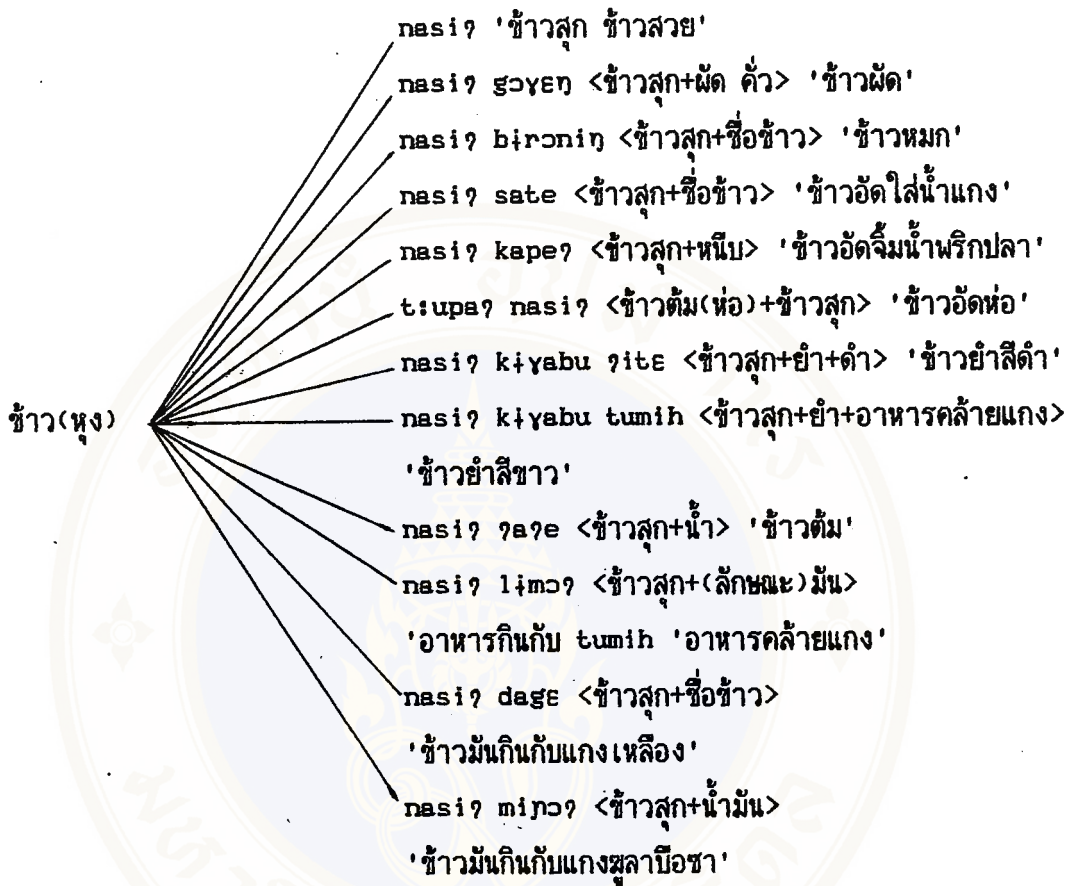 nasiʔ 'ข้าวสุก ข้าวสวย'
nasiʔ gɔɣɛŋ <ข้าวสุก+ผัด คั่ว> 'ข้าวผัด'
nasiʔ bɨrɔniŋ <ข้าวสุก+ชื่อข้าว> 'ข้าวหมก'
nasiʔ sate <ข้าวสุก+ชื่อข้าว> 'ข้าวอัดใส่น้ำแกง'
nasiʔ kapeʔ <ข้าวสุก+หนีบ> 'ข้าวอัดจิ้มน้ำพริกปลา'
t:upaʔ nasiʔ <ข้าวต้ม(ห่อ)+ข้าวสุก> 'ข้าวอัดห่อ'
nasiʔ kɨɣabu ʔitɛ <ข้าวสุก+ยำ+ดำ> 'ข้าวยำสีดำ'
ข้าว(หุง)
nasiʔ kɨɣabu tumih <ข้าวสุก+ยำ+อาหารคล้ายแกง>
'ข้าวยำสีขาว'
nasiʔ ʔaʔe <ข้าวสุก+น้ำ> 'ข้าวต้ม'
nasiʔ lɨmɔʔ <ข้าวสุก+(ลักษณะ)มัน>
'อาหารกินกับ tumih 'อาหารคล้ายแกง'
nasiʔ dagɛ <ข้าวสุก+ชื่อข้าว>
'ข้าวมันกินกับแกงเหลือง'
nasiʔ miɲɔʔ <ข้าวสุก+น้ำมัน>
'ข้าวมันกินกับแกงฆูลาบือซา'